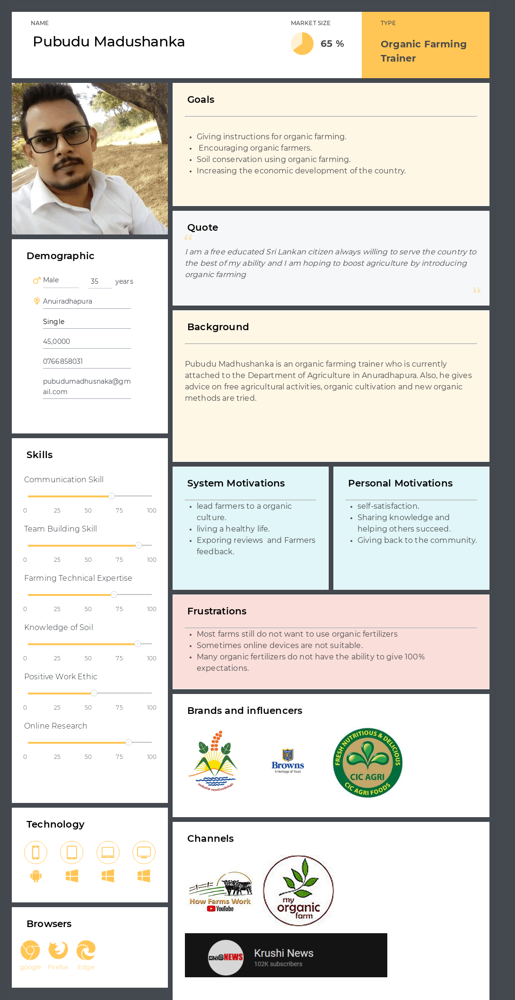 NAME
Pubudu Madushanka
MARKET SIZE
65 %
TYPE
Organic Farming
Trainer
Demographic
Male
35 years
Anuiradhapura
Single
45,0000
0766858031
pubudumadhusnaka@gm
ail.com
Skills
Communication Skill
0 25 50 75 100
Team Building Skill
0 25 50 75 100
Farming Technical Expertise
0 25 50 75 100
Knowledge of Soil
0 25 50 75 100
Positive Work Ethic
0 25 50 75 100
Online Research
0 25 50 75 100
Technology
Browsers
google Firefox Edge
Goals
Giving instructions for organic farming.
Encouraging organic farmers.
Soil conservation using organic farming.
Increasing the economic development of the country.
Quote
“
I am a free educated Sri Lankan citizen always willing to serve the country to
the best of my ability and I am hoping to boost agriculture by introducing
organic farming
”
Background
Pubudu Madhushanka is an organic farming trainer who is currently
attached to the Department of Agriculture in Anuradhapura. Also, he gives
advice on free agricultural activities, organic cultivation and new organic
methods are tried.
System Motivations
lead farmers to a organic
culture.
living a healthy life.
Exporing reviews and Farmers
feedback.
Personal Motivations
self-satisfaction.
Sharing knowledge and
helping others succeed.
Giving back to the community.
Frustrations
Most farms still do not want to use organic fertilizers
Sometimes online devices are not suitable.
Many organic fertilizers do not have the ability to give 100%
expectations.
Brands and influencers
BG
Browns
A Heritage of Trust
FRESH NUTRITIOUS & DELICIOUS
CIC AGRI
CIC AGRI FOODS
Channels
How Farms Work
YouTube
my
organic
farm
කෘෂිNEWS
Krushi News
102K subscribers